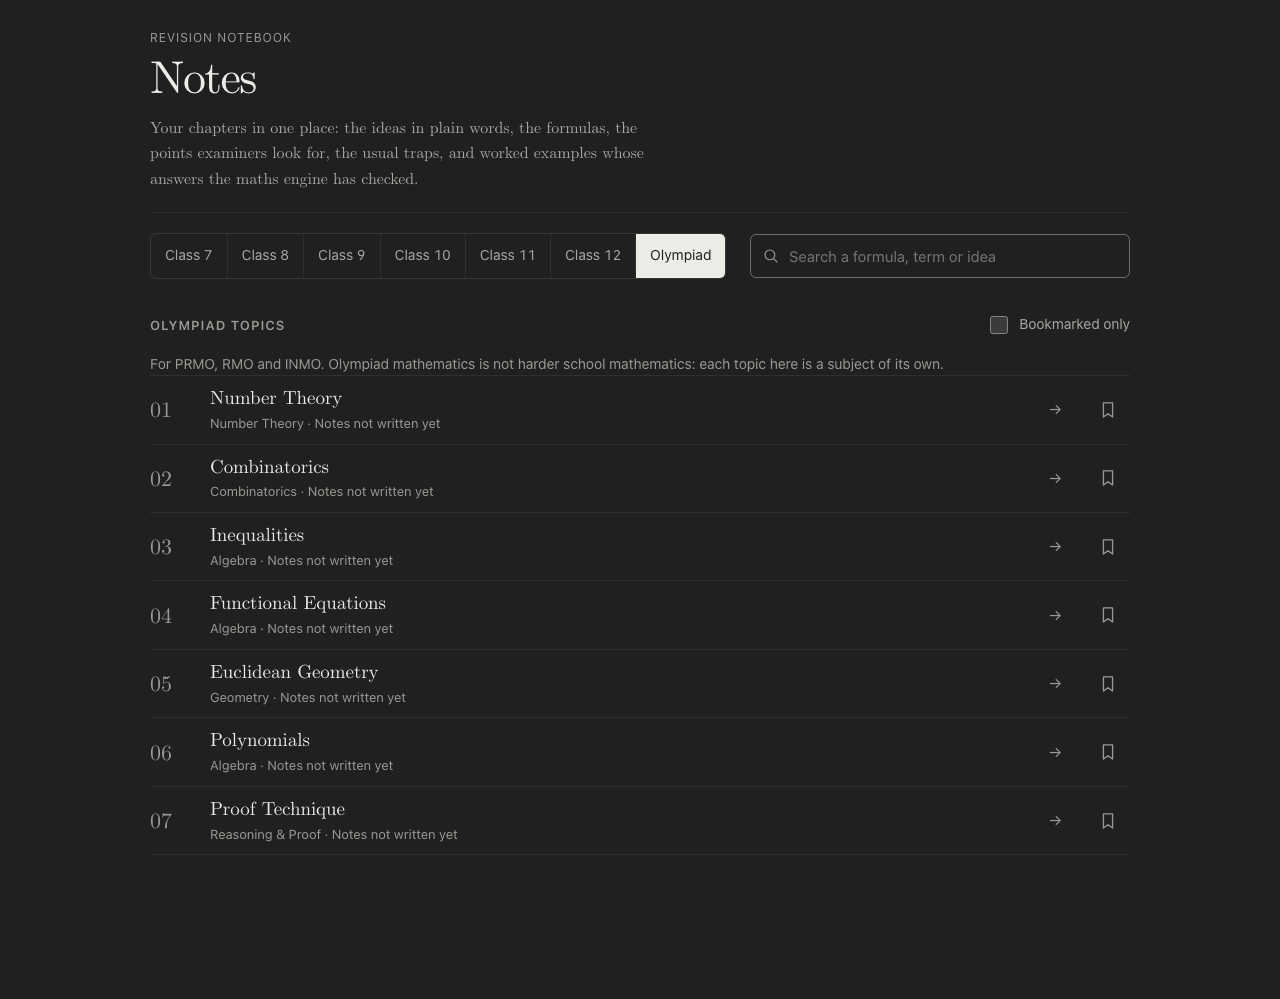 REVISION NOTEBOOK
Notes
Your chapters in one place: the ideas in plain words, the formulas, the
points examiners look for, the usual traps, and worked examples whose
answers the maths engine has checked.
Class 7 Class 8 Class 9 Class 10 Class 11 Class 12 Olympiad Search a formula, term or idea
OLYMPIAD TOPICS Bookmarked only
For PRMO, RMO and INMO. Olympiad mathematics is not harder school mathematics: each topic here is a subject of its own.
01 Number Theory
Number Theory · Notes not written yet
02 Combinatorics
Combinatorics · Notes not written yet
03 Inequalities
Algebra · Notes not written yet
04 Functional Equations
Algebra · Notes not written yet
05 Euclidean Geometry
Geometry · Notes not written yet
06 Polynomials
Algebra · Notes not written yet
07 Proof Technique
Reasoning & Proof · Notes not written yet